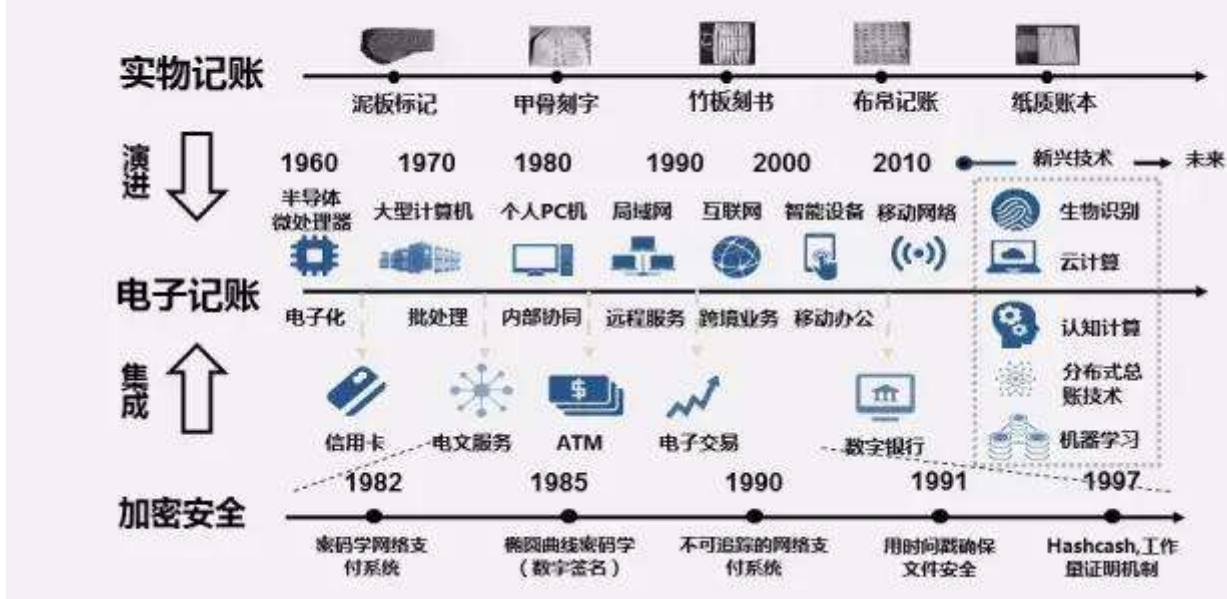 实物记账
泥板标记 甲骨刻字 竹板刻书 布帛记账 纸质账本
演进
1960 1970 1980 1990 2000 2010 新兴技术 未来
半导体
微处理器 大型计算机 个人PC机 局域网 互联网 智能设备 移动网络
生物识别
云计算
电子记账
电子化 批处理 内部协同 远程服务 跨境业务 移动办公
认知计算
分布式总
账技术
机器学习
集成
信用卡 电文服务 ATM 电子交易 数字银行
加密安全
1982 1985 1990 1991 1997
密码学网络支
付系统
椭圆曲线密码学
（数字签名）
不可追踪的网络支
付系统
用时间戳确保
文件安全
Hashcash,工作
量证明机制